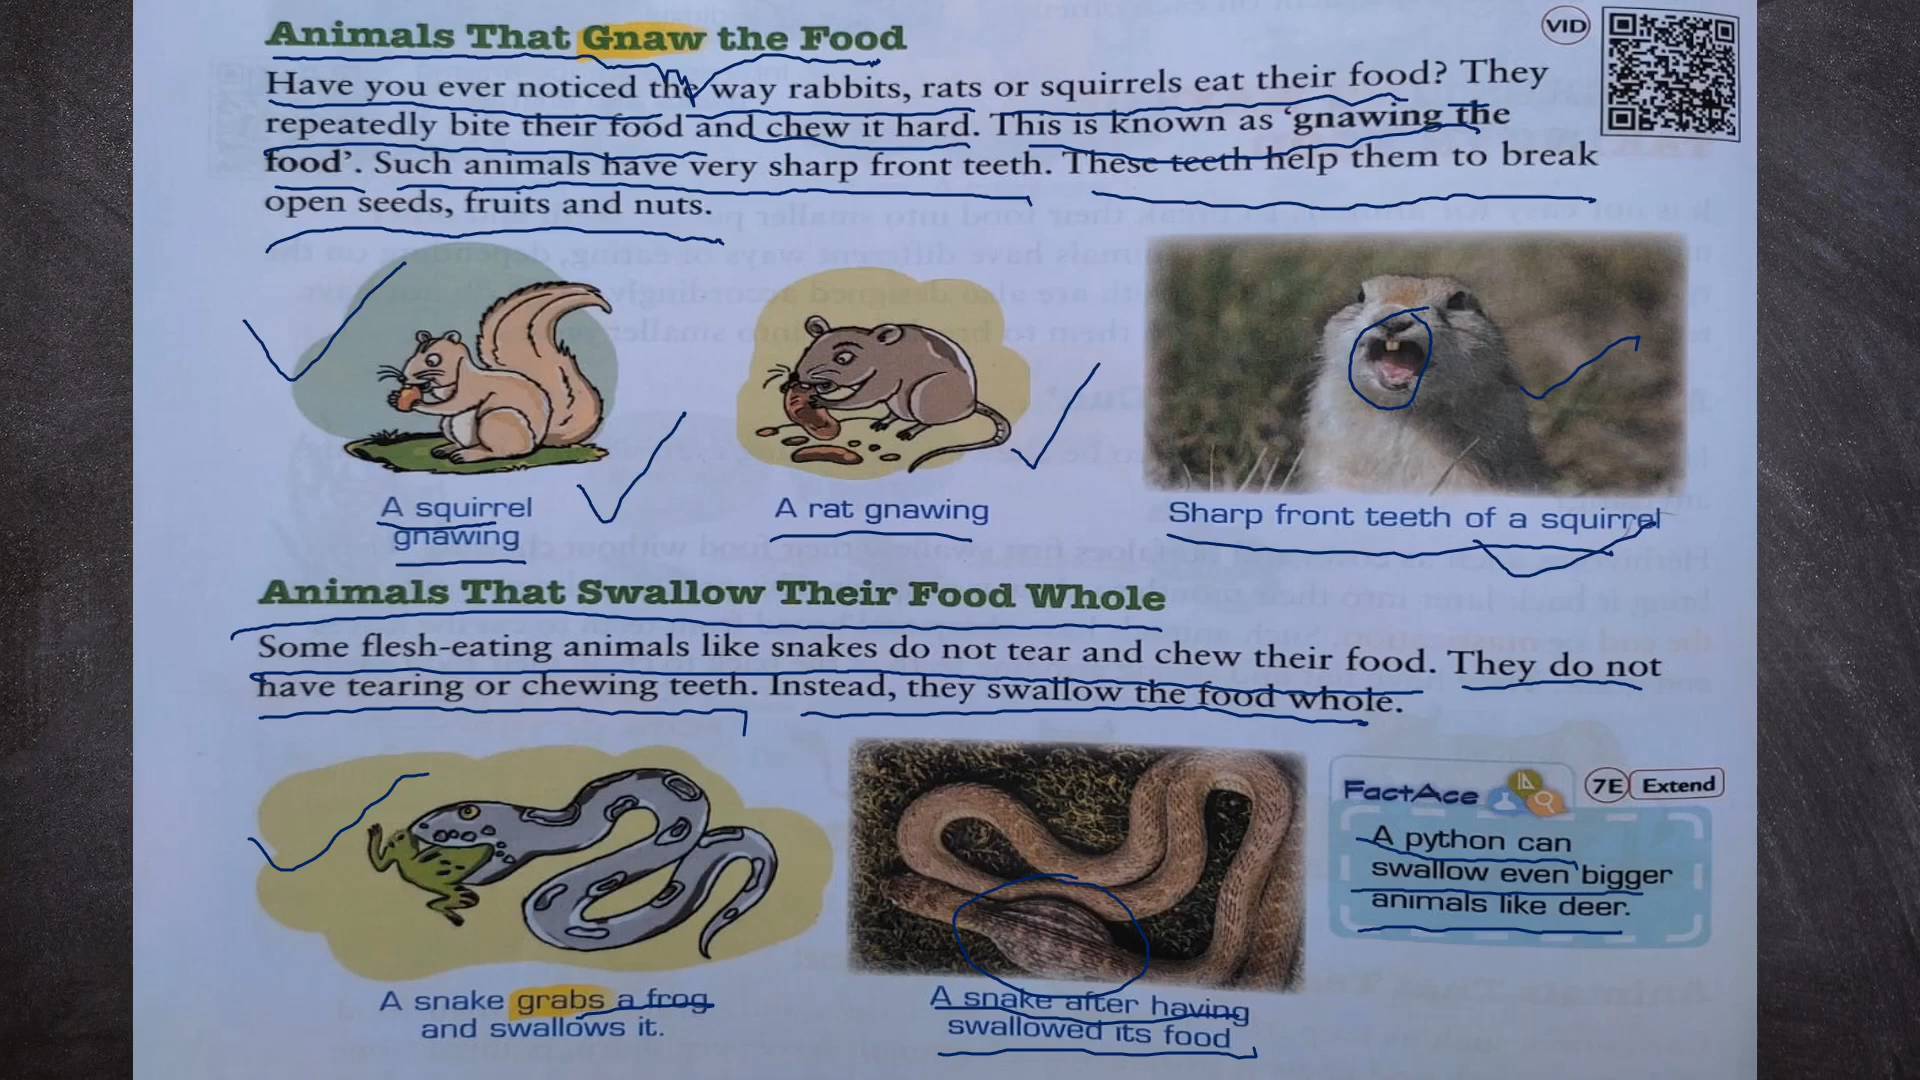 Animals That Gnaw the Food
VID
Have you ever noticed the way rabbits, rats or squirrels eat their food? They
repeatedly bite their food and chew it hard. This is known as ‘gnawing the
food’. Such animals have very sharp front teeth. These teeth help them to break
open seeds, fruits and nuts.
A squirrel
gnawing
A rat gnawing
Sharp front teeth of a squirrel
Animals That Swallow Their Food Whole
Some flesh-eating animals like snakes do not tear and chew their food. They do not
have tearing or chewing teeth. Instead, they swallow the food whole.
FactAce
7E Extend
A python can
swallow even bigger
animals like deer.
A snake grabs a frog
and swallows it.
A snake after having
swallowed its food